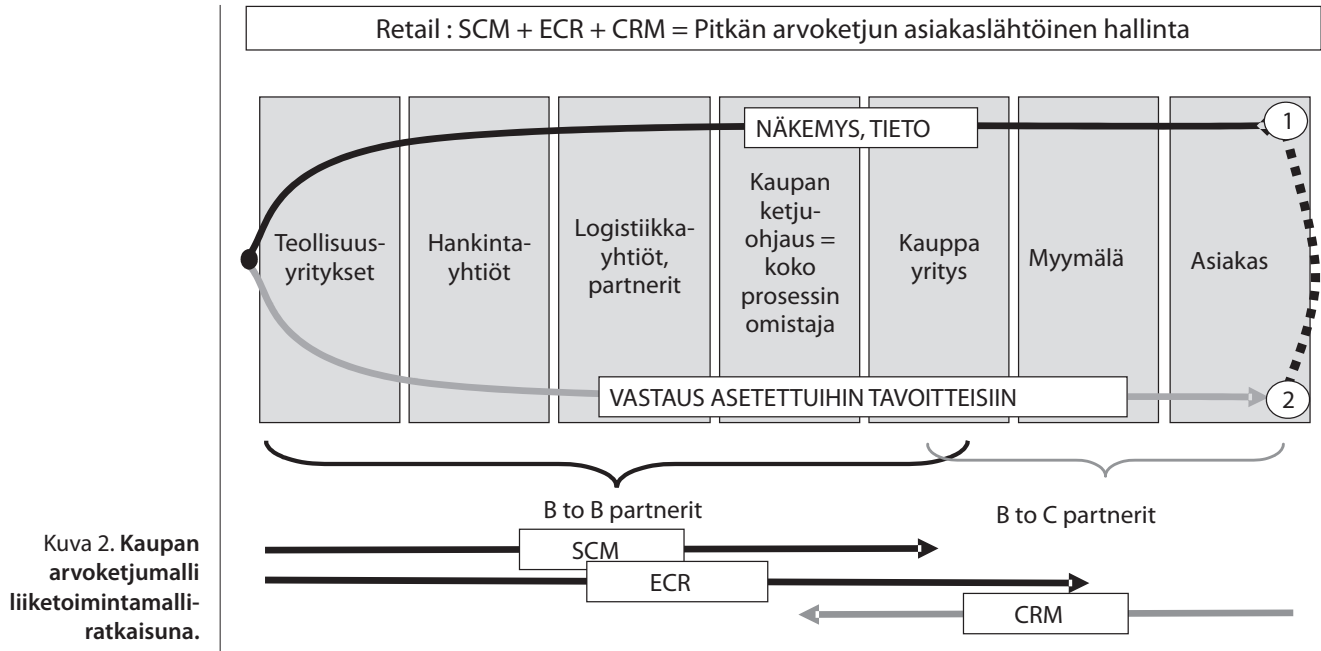 Retail : SCM + ECR + CRM = Pitkän arvoketjun asiakaslähtöinen hallinta
NÄKEMYS, TIETO
1
Teollisuus-
yritykset
Hankinta-
yhtiöt
Logistiikka-
yhtiöt,
partnerit
Kaupan
ketju-
ohjaus =
koko
prosessin
omistaja
Kauppa
yritys
Myymälä
Asiakas
VASTAUS ASETETTUIHIN TAVOITTEISIIN
2
B to B partnerit
B to C partnerit
SCM
ECR
CRM
Kuva 2. Kaupan
arvoketjumalli
liiketoimintamalli-
ratkaisuna.